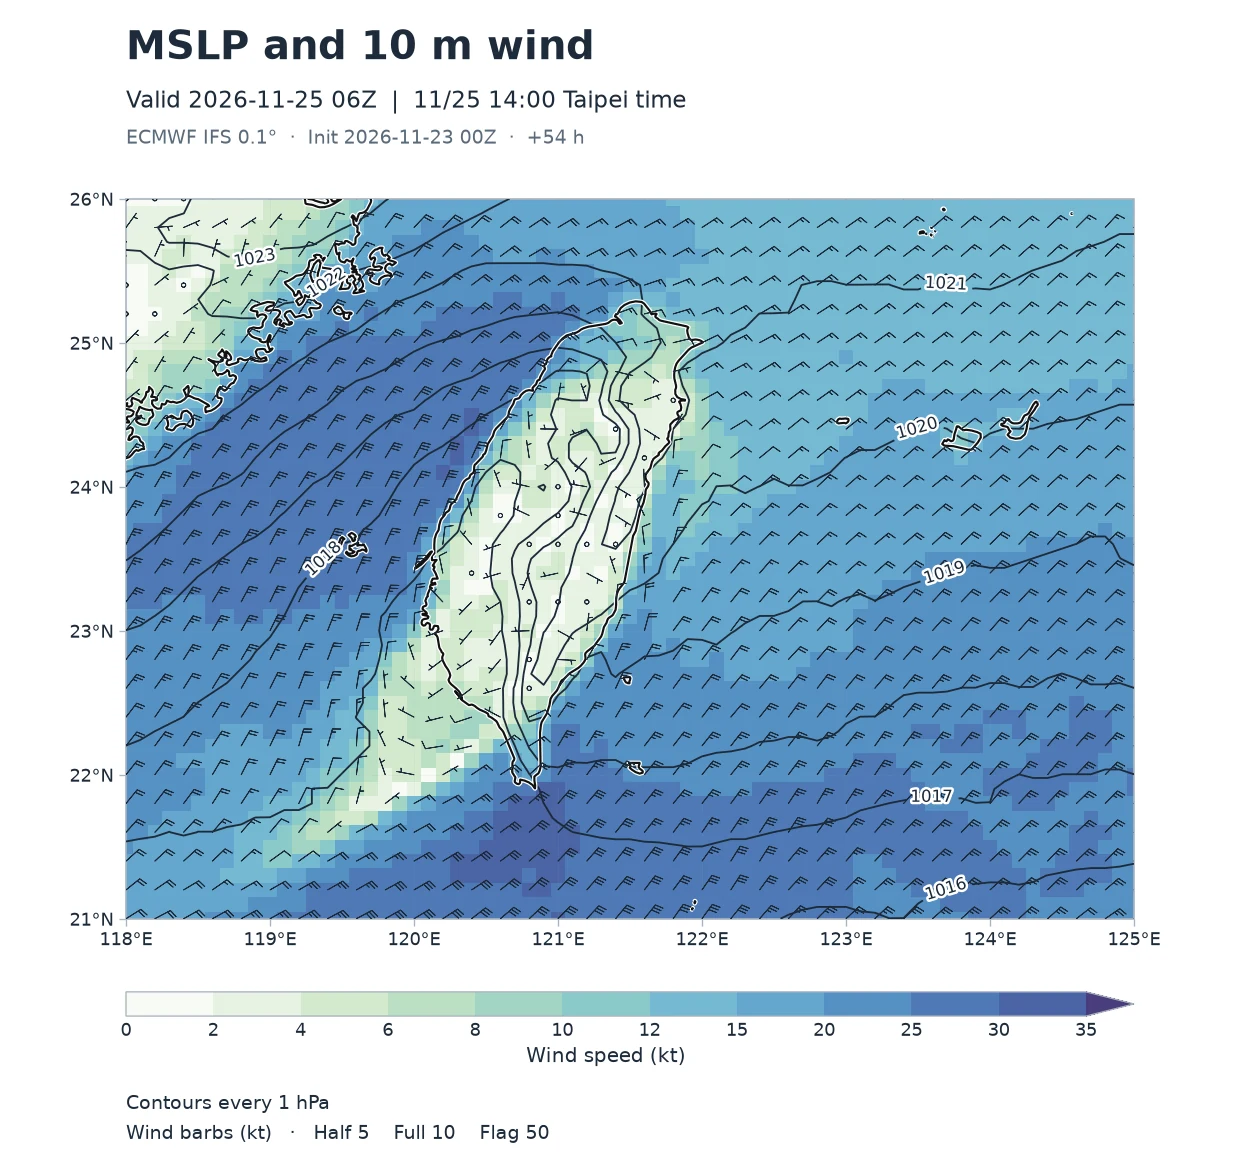 MSLP and 10 m wind
Valid 2026-11-25 06Z | 11/25 14:00 Taipei time
ECMWF IFS 0.1° · Init 2026-11-23 00Z · +54 h
26°N
25°N
24°N
23°N
22°N
21°N
1023
1022
1021
1020
1018
1019
1017
1016
118°E 119°E 120°E 121°E 122°E 123°E 124°E 125°E
0 2 4 6 8 10 12 15 20 25 30 35
Wind speed (kt)
Contours every 1 hPa
Wind barbs (kt) · Half 5 Full 10 Flag 50